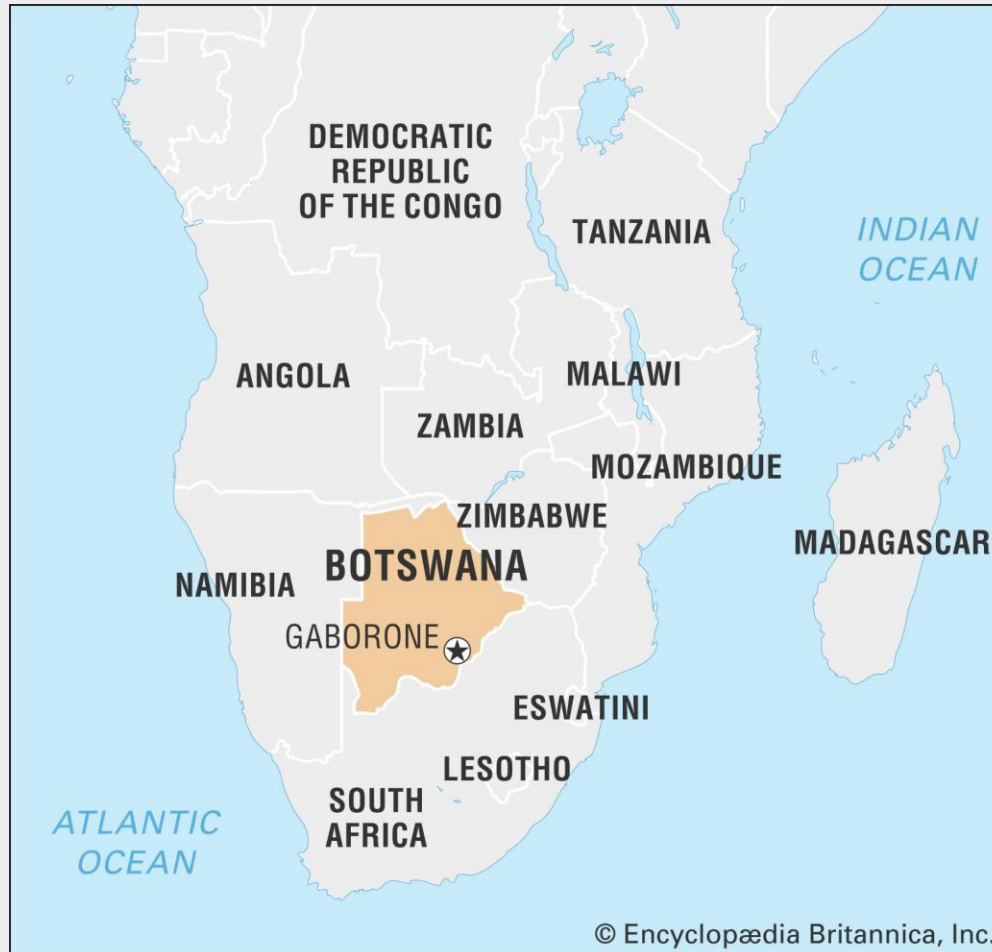 DEMOCRATIC
REPUBLIC
OF THE CONGO
TANZANIA
INDIAN
OCEAN
ANGOLA
MALAWI
ZAMBIA
MOZAMBIQUE
ZIMBABWE
MADAGASCAR
BOTSWANA
NAMIBIA
GABORONE
ESWATINI
LESOTHO
SOUTH
AFRICA
ATLANTIC
OCEAN
© Encyclopædia Britannica, Inc.